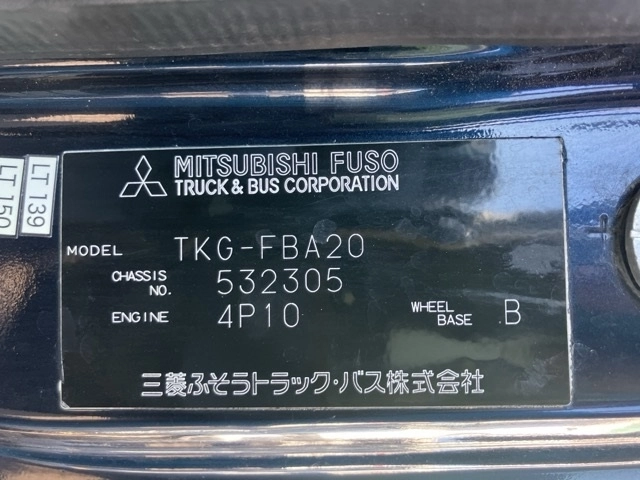 LT 150
LT 139
MITSUBISHI FUSO
TRUCK & BUS CORPORATION
MODEL TKG-FBA20
CHASSIS NO. 532305
ENGINE 4P10 WHEEL BASE B
三菱ふそうトラック・バス株式会社